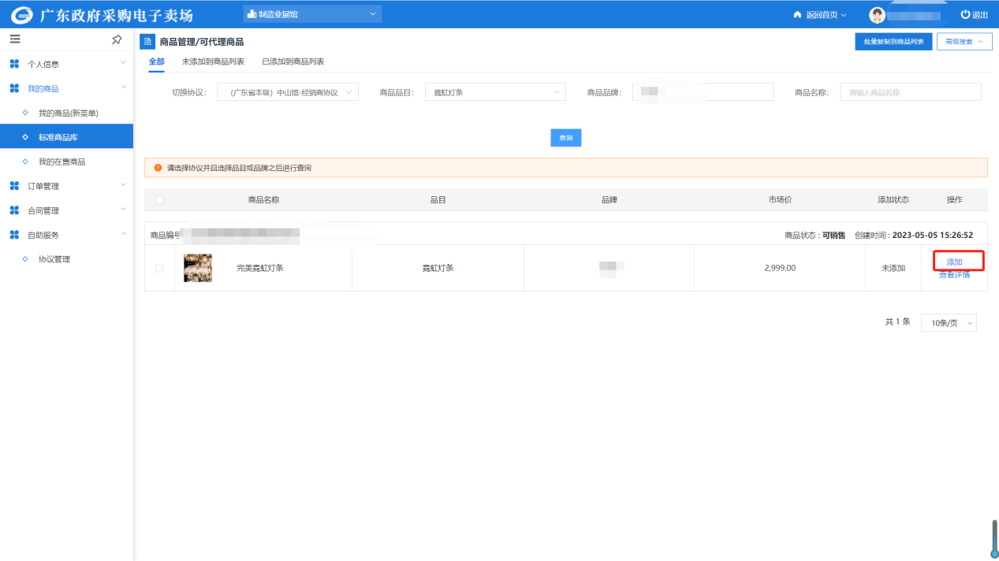 广东政府采购电子卖场
制造业展馆
返回首页
退出
个人信息
我的商品
我的商品(新菜单)
标准商品库
我的在售商品
订单管理
合同管理
自助服务
协议管理
商品管理/可代理商品
批量复制到商品列表
高级搜索
全部 未添加到商品列表 已添加到商品列表
切换协议： （广东省本级）中山馆-经销商协议 商品品目： 霓虹灯条 商品品牌： 商品名称： 请输入商品名称
查询
请选择协议并且选择品目或品牌之后进行查询
商品名称 品目 品牌 市场价 添加状态 操作
商品编号 商品状态 : 可销售 创建时间 : 2023-05-05 15:26:52
完美霓虹灯条 霓虹灯条 2,999.00 未添加 添加
查看详情
共 1 条 10条/页